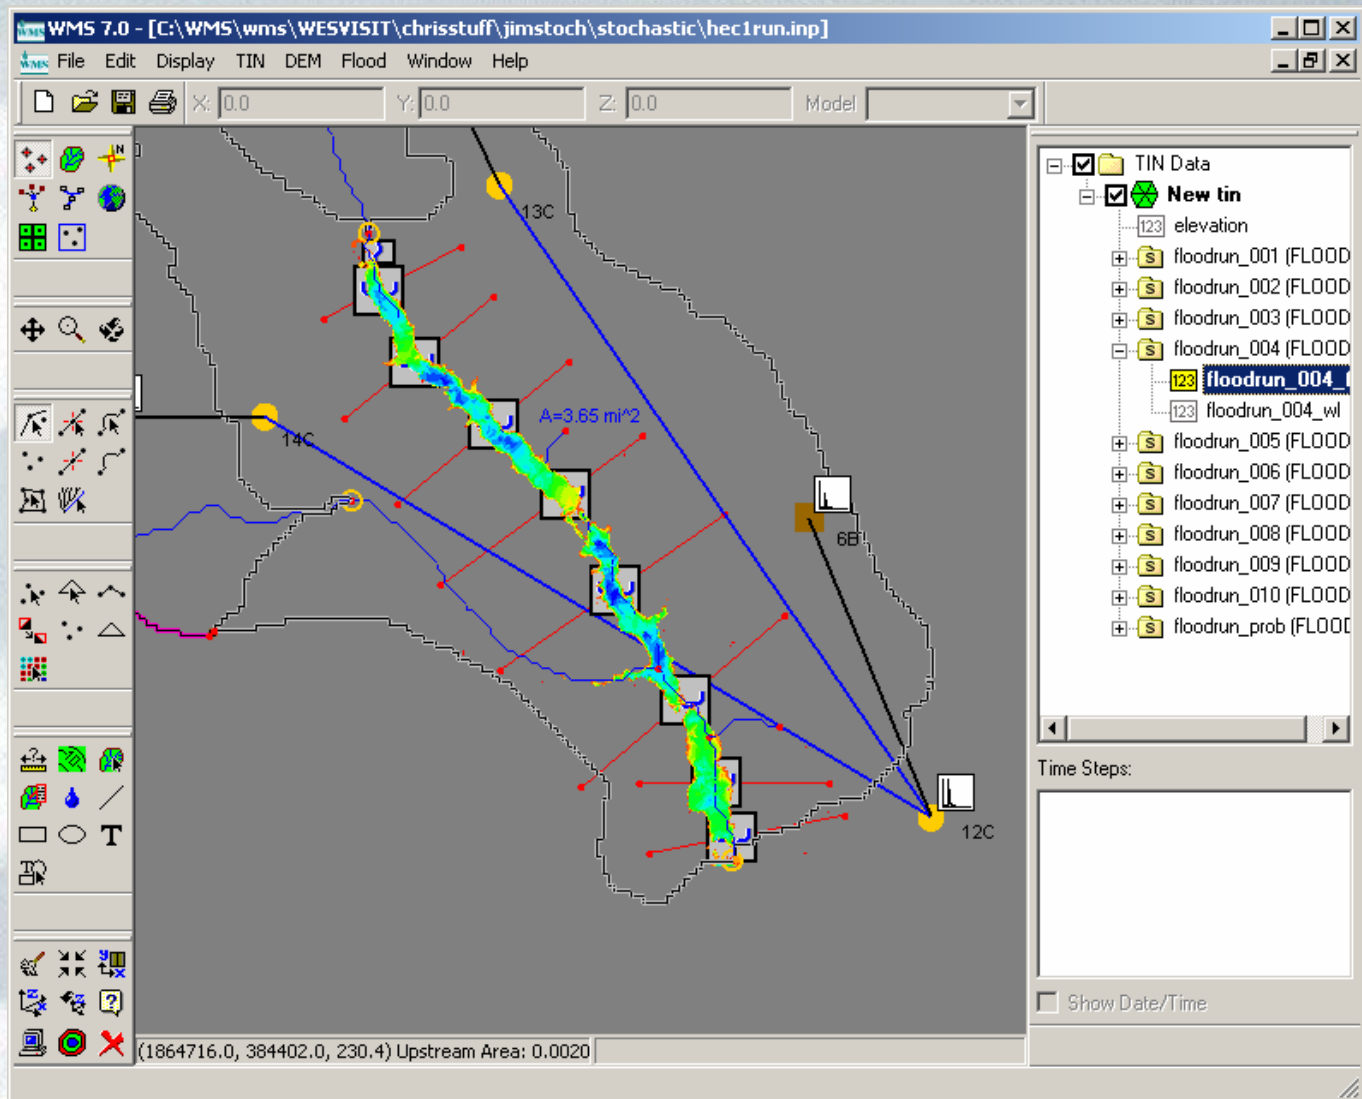 WMS 7.0 - [C:\WMS\wms\WESVISIT\chrisstuff\jimstoch\stochastic\hec1run.inp]
File Edit Display TIN DEM Flood Window Help
X: 0.0 Y: 0.0 Z: 0.0 Model
13C
A=3.65 mi^2
14C
6B
12C
TIN Data
New tin
123 elevation
S floodrun_001 (FLOOD
S floodrun_002 (FLOOD
S floodrun_003 (FLOOD
S floodrun_004 (FLOOD
123 floodrun_004_f
123 floodrun_004_wl
S floodrun_005 (FLOOD
S floodrun_006 (FLOOD
S floodrun_007 (FLOOD
S floodrun_008 (FLOOD
S floodrun_009 (FLOOD
S floodrun_010 (FLOOD
S floodrun_prob (FLOOD
Time Steps:
Show Date/Time
(1864716.0, 384402.0, 230.4) Upstream Area: 0.0020